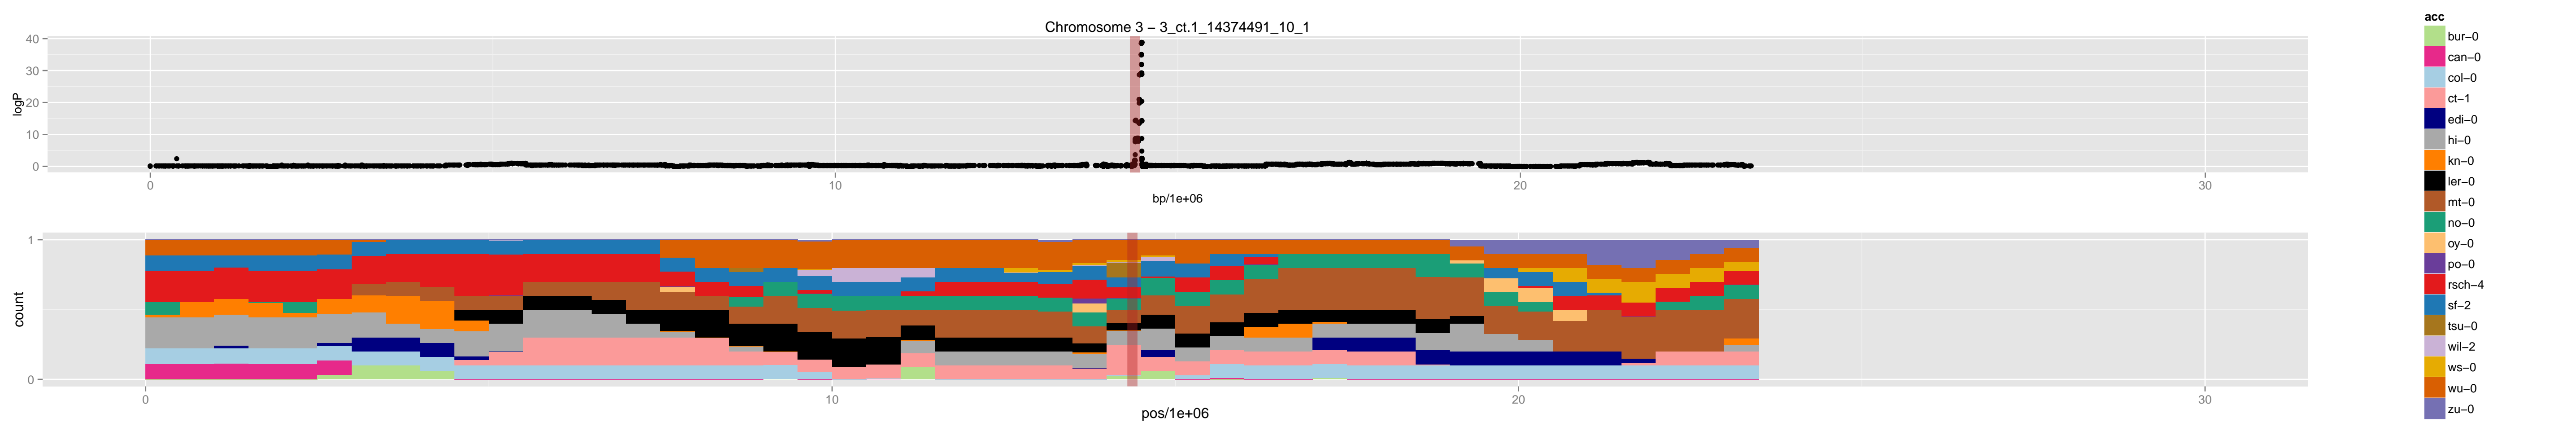 Chromosome 3 − 3_ct.1_14374491_10_1
logP
40
30
20
10
0
0 10 20 30
bp/1e+06
count
1
0
0 10 20 30
pos/1e+06
acc
bur−0
can−0
col−0
ct−1
edi−0
hi−0
kn−0
ler−0
mt−0
no−0
oy−0
po−0
rsch−4
sf−2
tsu−0
wil−2
ws−0
wu−0
zu−0